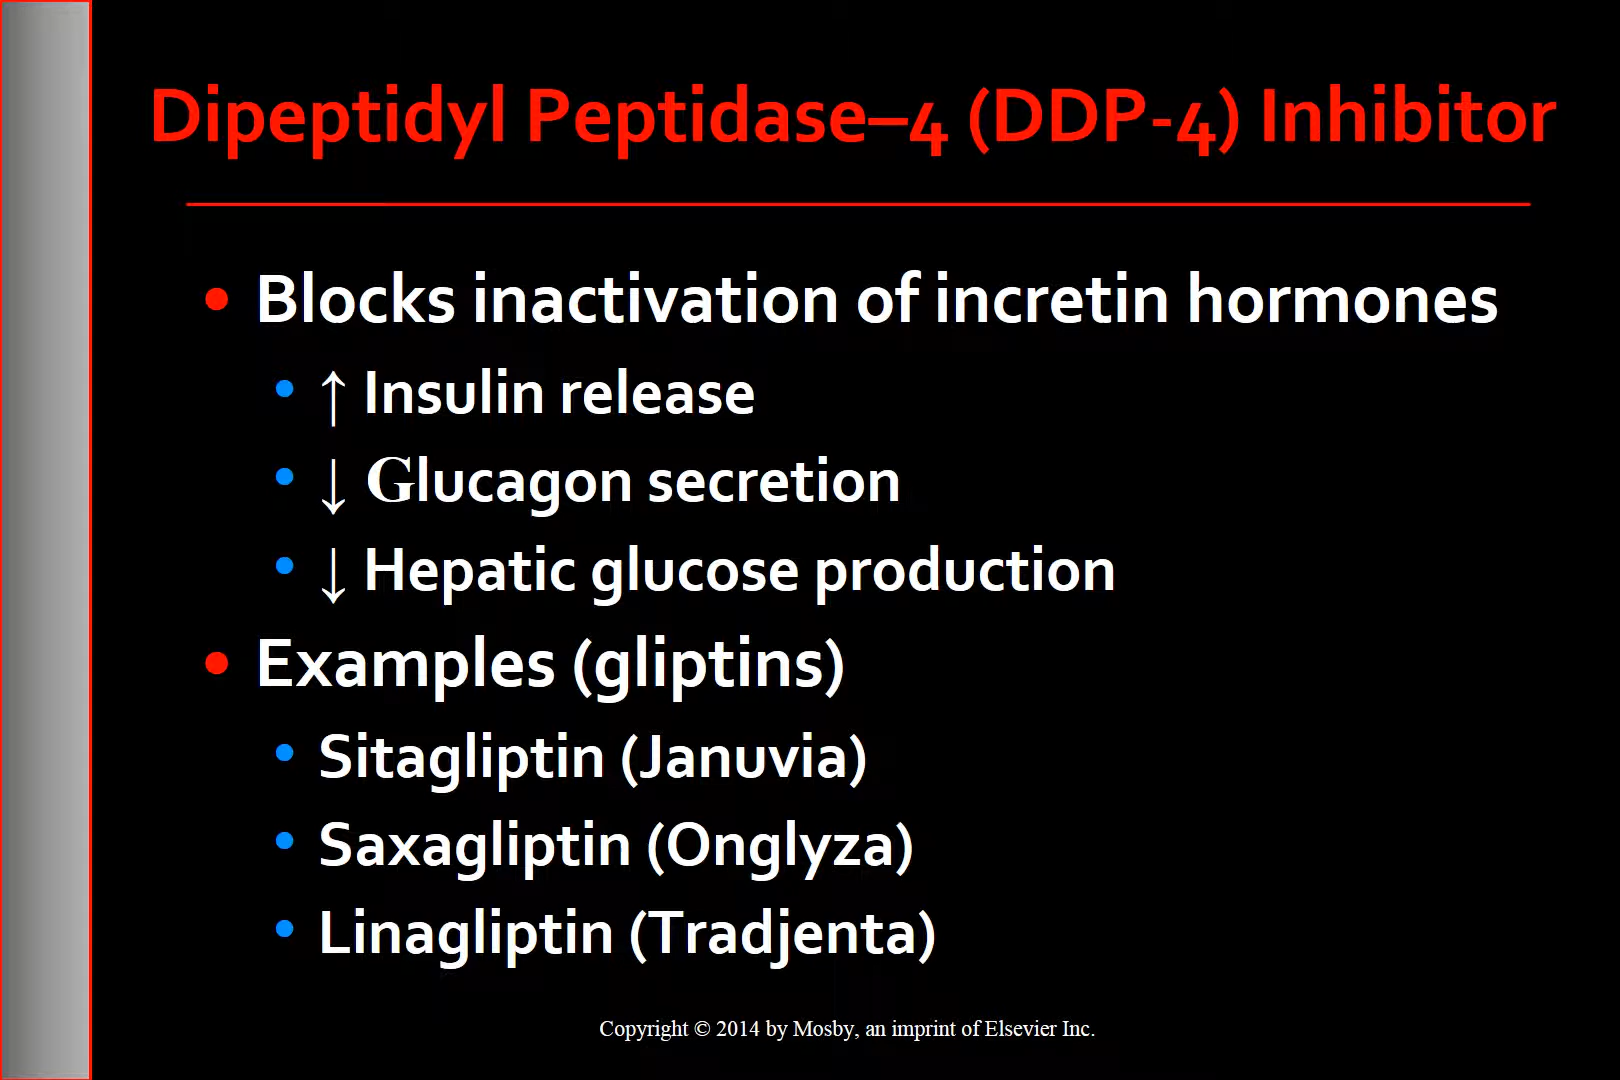 Dipeptidyl Peptidase–4 (DDP-4) Inhibitor
• Blocks inactivation of incretin hormones
• ↑ Insulin release
• ↓ Glucagon secretion
• ↓ Hepatic glucose production
• Examples (gliptins)
• Sitagliptin (Januvia)
• Saxagliptin (Onglyza)
• Linagliptin (Tradjenta)
Copyright © 2014 by Mosby, an imprint of Elsevier Inc.